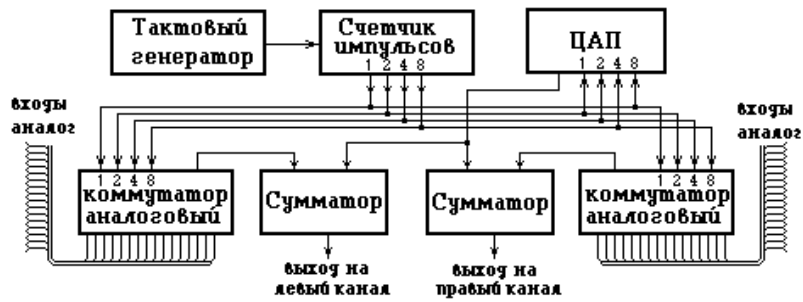 Тактовый
генератор
Счетчик
импульсов
1 2 4 8
ЦАП
1 2 4 8
входы
аналог
входы
аналог
1 2 4 8
коммутатор
аналоговый
Сумматор
Сумматор
1 2 4 8
коммутатор
аналоговый
выход на
левый канал
выход на
правый канал